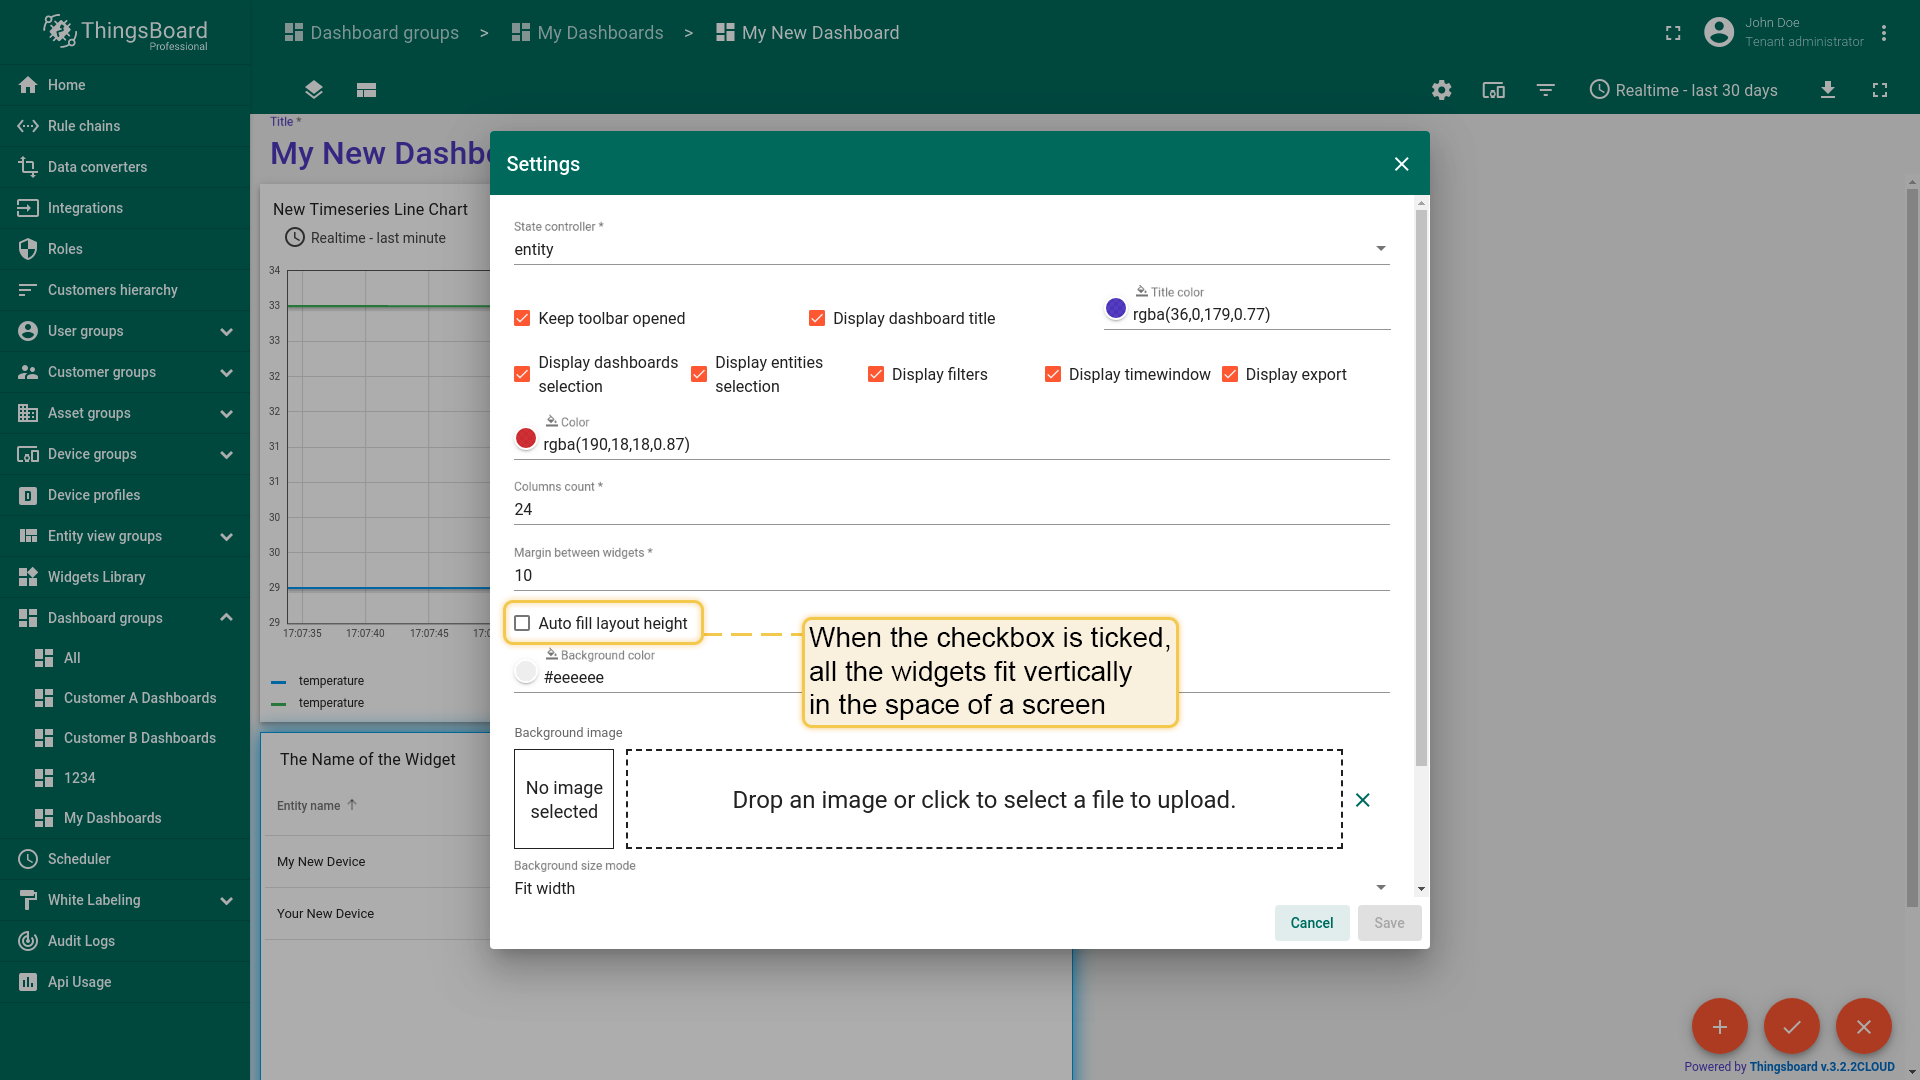 ThingsBoard
Professional
Dashboard groups > My Dashboards > My New Dashboard
John Doe
Tenant administrator
Realtime - last 30 days
Home
Rule chains
Data converters
Integrations
Roles
Customers hierarchy
User groups
Customer groups
Asset groups
Device groups
Device profiles
Entity view groups
Widgets Library
Dashboard groups
All
Customer A Dashboards
Customer B Dashboards
1234
My Dashboards
Scheduler
White Labeling
Audit Logs
Api Usage
Title *
My New Dashb
New Timeseries Line Chart
Realtime - last minute
34
33
33
32
32
31
31
30
30
29
29
17:07:35 17:07:40 17:07:45 17:0
temperature
temperature
The Name of the Widget
Entity name
My New Device
Your New Device
Settings
State controller *
entity
Keep toolbar opened
Display dashboard title
Title color
rgba(36,0,179,0.77)
Display dashboards
selection
Display entities
selection
Display filters
Display timewindow
Display export
Color
rgba(190,18,18,0.87)
Columns count *
24
Margin between widgets *
10
Auto fill layout height
When the checkbox is ticked,
all the widgets fit vertically
in the space of a screen
Background color
#eeeeee
Background image
No image
selected
Drop an image or click to select a file to upload.
Background size mode
Fit width
Cancel
Save
Powered by Thingsboard v.3.2.2CLOUD